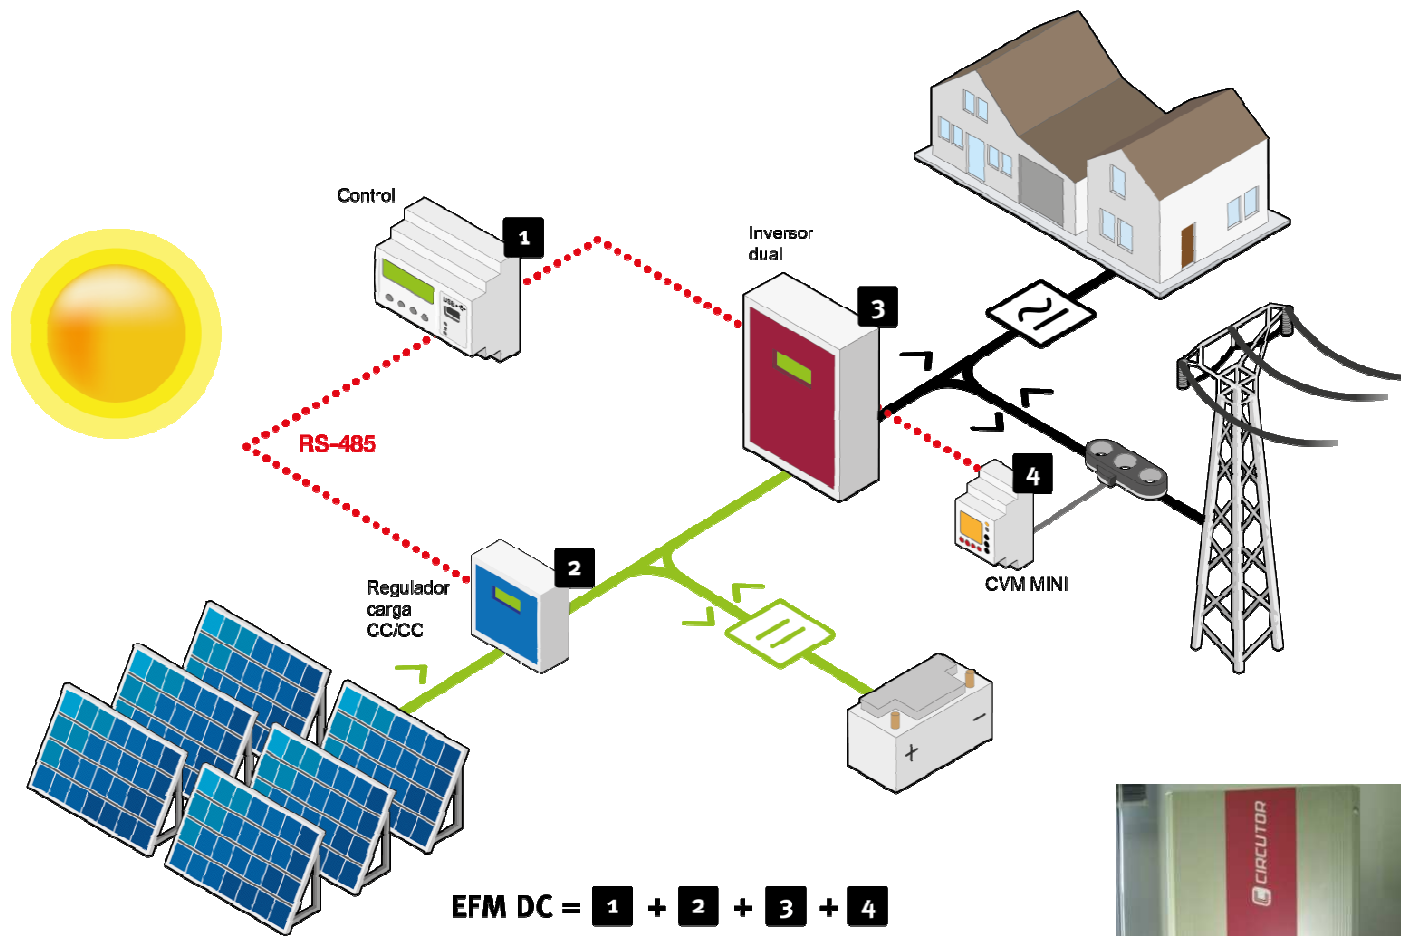 Control
1
Inversor
dual
3
RS-485
4
CVM MINI
2
Regulador
carga
CC/CC
+
-
CIRCUTOR
EFM DC = 1 + 2 + 3 + 4